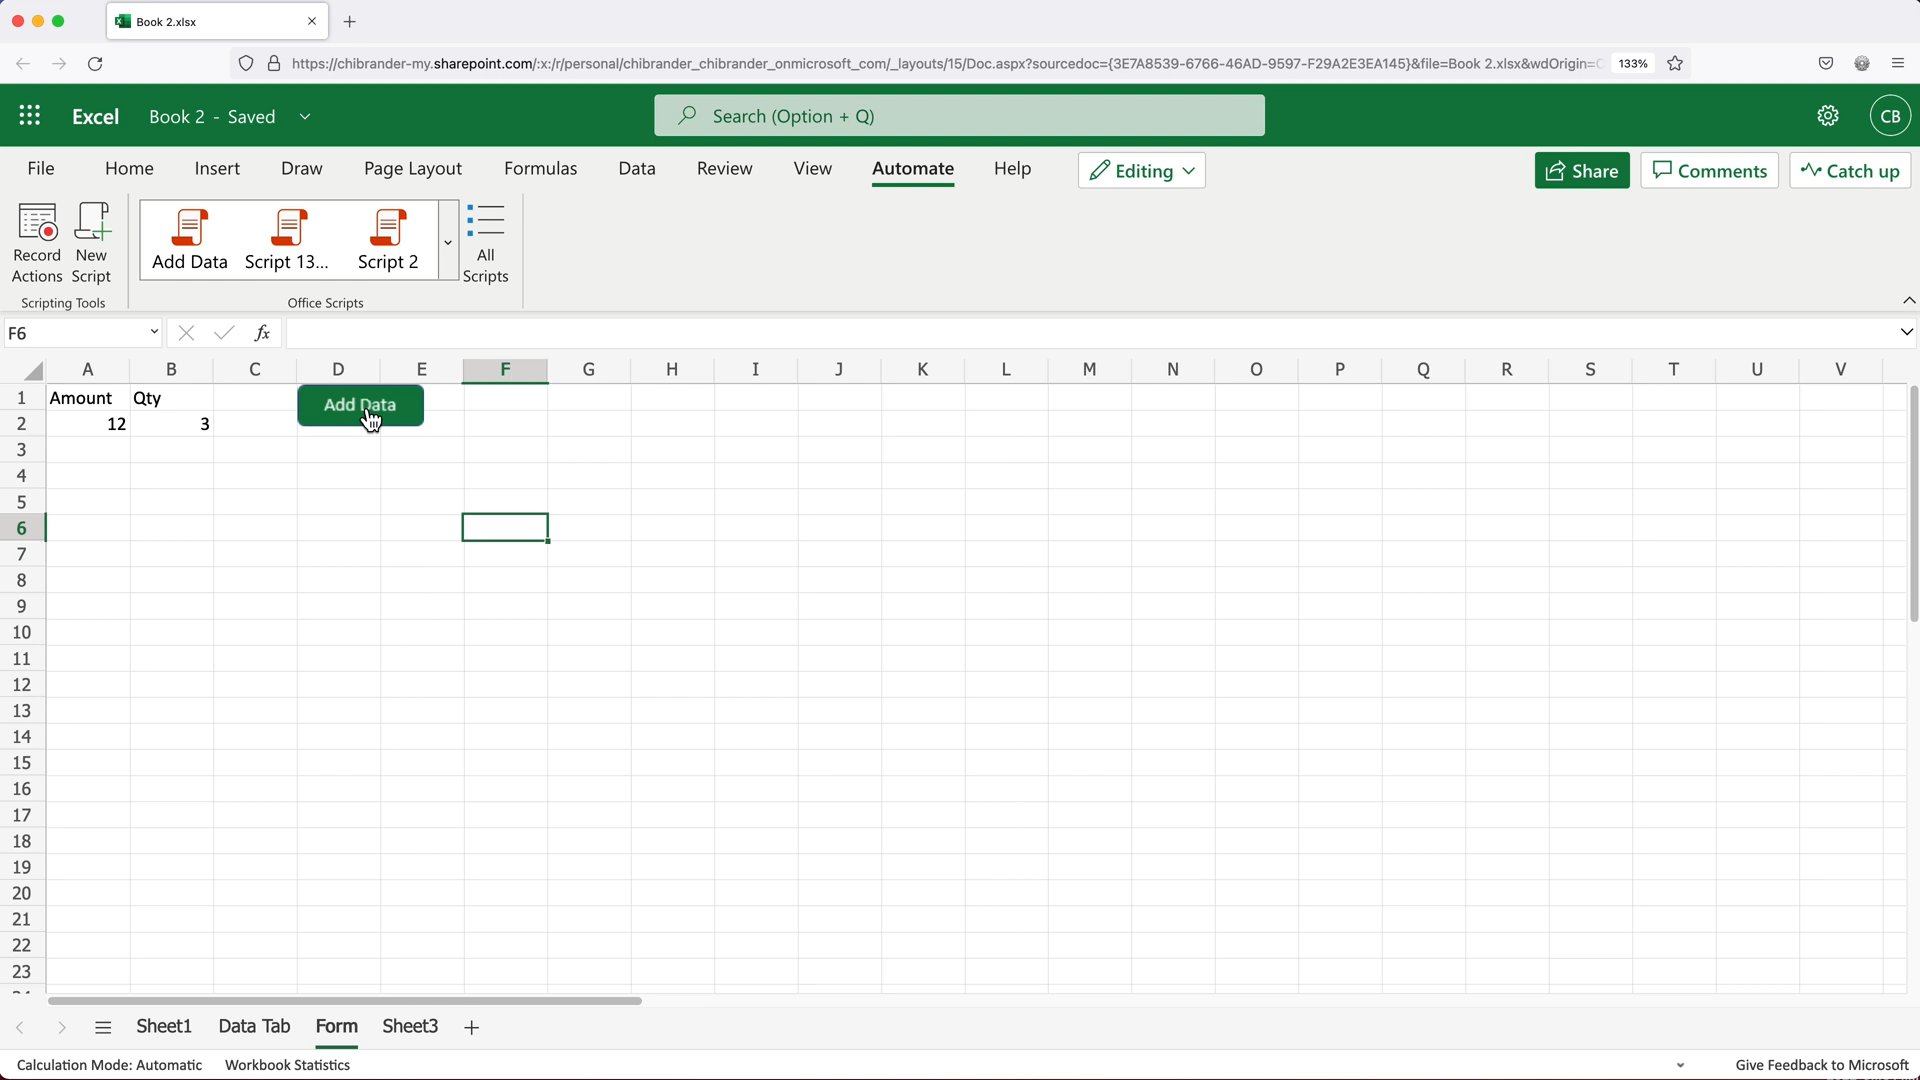 Book 2.xlsx
https://chibrander-my.sharepoint.com/:x:/r/personal/chibrander_chibrander_onmicrosoft_com/_layouts/15/Doc.aspx?sourcedoc={3E7A8539-6766-46AD-9597-F29A2E3EA145}&file=Book 2.xlsx&wdOrigin= 133%
Excel Book 2 - Saved Search (Option + Q) CB
File Home Insert Draw Page Layout Formulas Data Review View Automate Help Editing Share Comments Catch up
Record Actions New Script Add Data Script 13... Script 2 All Scripts
Scripting Tools Office Scripts
F6 fx
A B C D E F G H I J K L M N O P Q R S T U V
1 Amount Qty Add Data
2 12 3
3
4
5
6
7
8
9
10
11
12
13
14
15
16
17
18
19
20
21
22
23
Sheet1 Data Tab Form Sheet3
Calculation Mode: Automatic Workbook Statistics Give Feedback to Microsoft